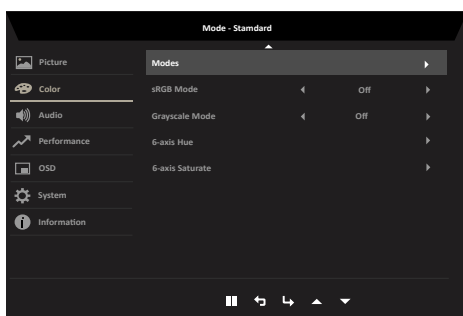 Mode - Stamdard
Picture
Color
Audio
Performance
OSD
System
Information
Modes
sRGB Mode Off
Grayscale Mode Off
6-axis Hue
6-axis Saturate